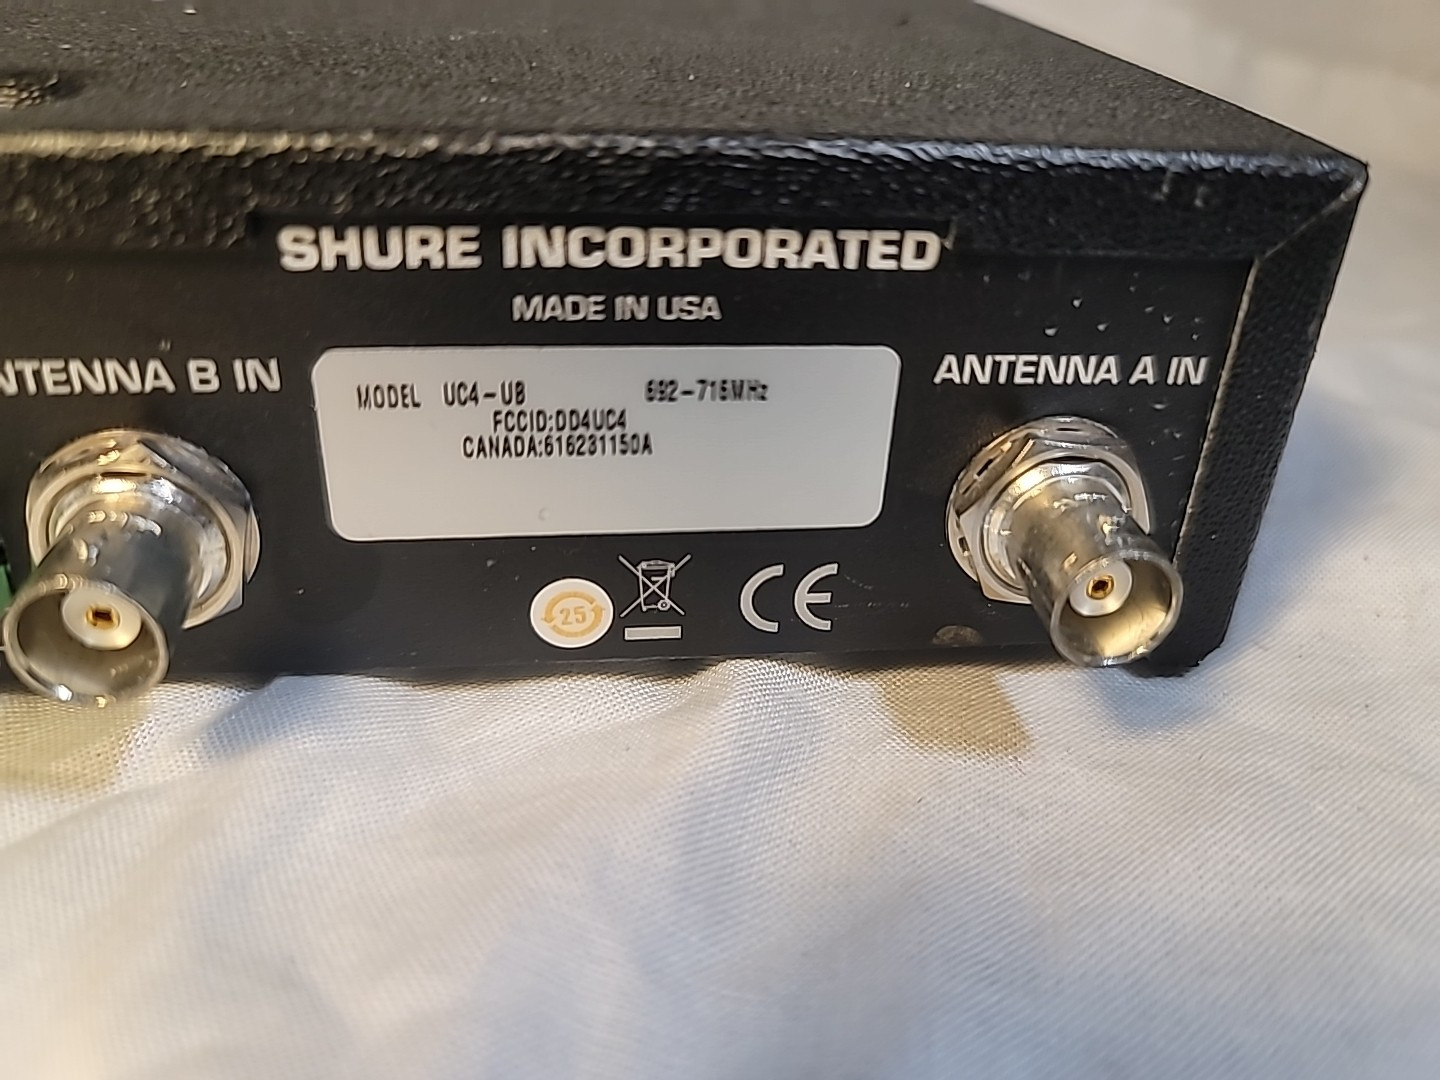 SHURE INCORPORATED
MADE IN USA
NTENNA B IN
ANTENNA A IN
MODEL UC4-UB 692-716MHz
FCCID:DD4UC4
CANADA:616231150A
25
CE